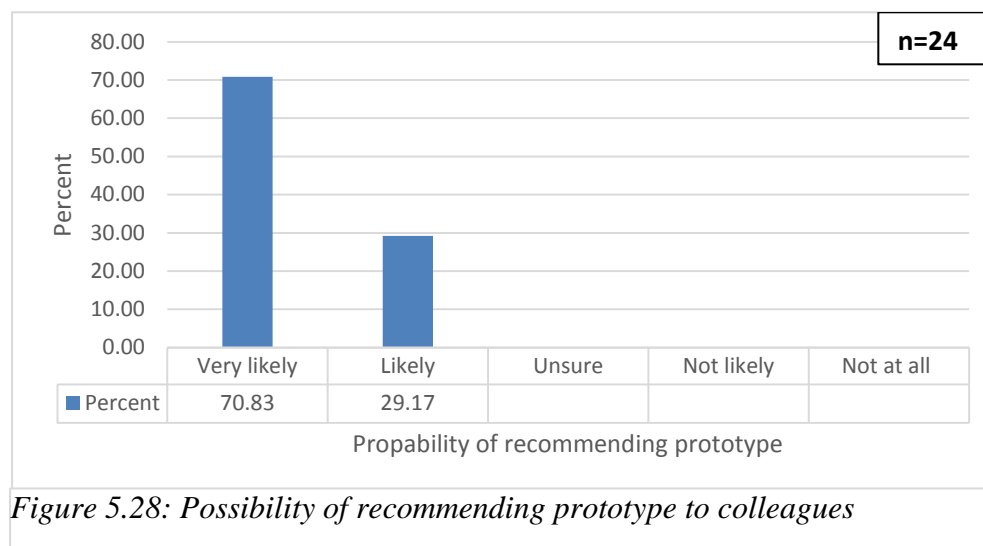 n=24
80.00
70.00
60.00
50.00
40.00
30.00
20.00
10.00
0.00
Percent
Very likely Likely Unsure Not likely Not at all
Percent 70.83 29.17
Propability of recommending prototype
Figure 5.28: Possibility of recommending prototype to colleagues